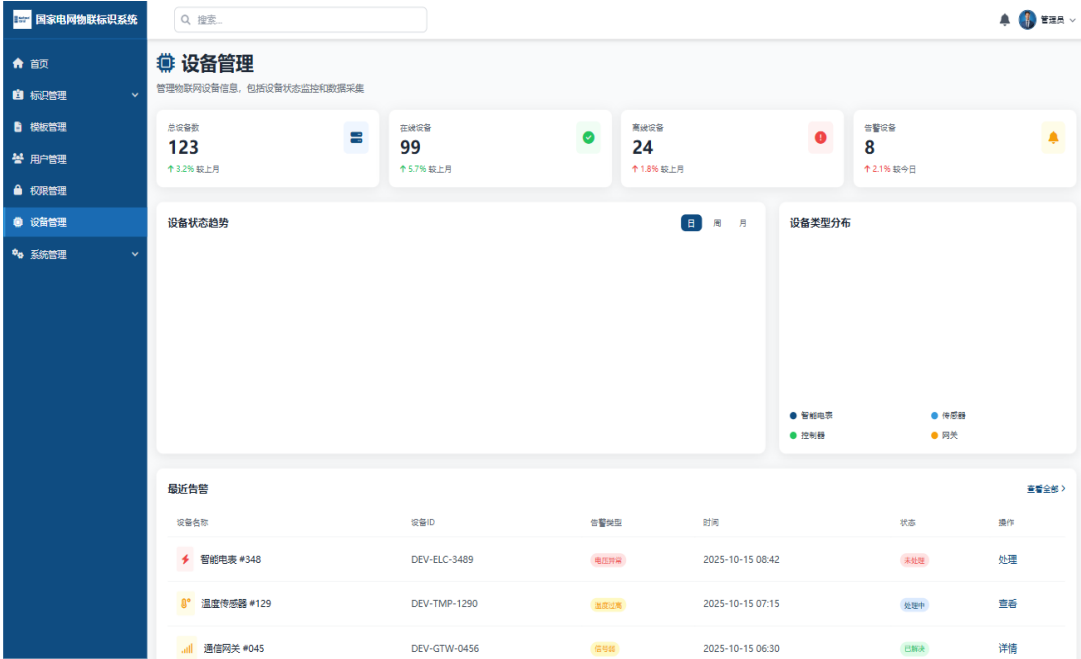 国家电网物联标识系统
搜索...
管理员
首页
标识管理
模板管理
用户管理
权限管理
设备管理
系统管理
设备管理
管理物联网设备信息，包括设备状态监控和数据采集
总设备数
123
3.2% 较上月
在线设备
99
5.7% 较上月
离线设备
24
1.8% 较上月
告警设备
8
2.1% 较今日
设备状态趋势
日 周 月
设备类型分布
智能电表 传感器
控制器 网关
最近告警
查看全部
设备名称 设备ID 告警类型 时间 状态 操作
智能电表 #348 DEV-ELC-3489 电压异常 2025-10-15 08:42 未处理 处理
温度传感器 #129 DEV-TMP-1290 温度过高 2025-10-15 07:15 处理中 查看
通信网关 #045 DEV-GTW-0456 信号弱 2025-10-15 06:30 已解决 详情